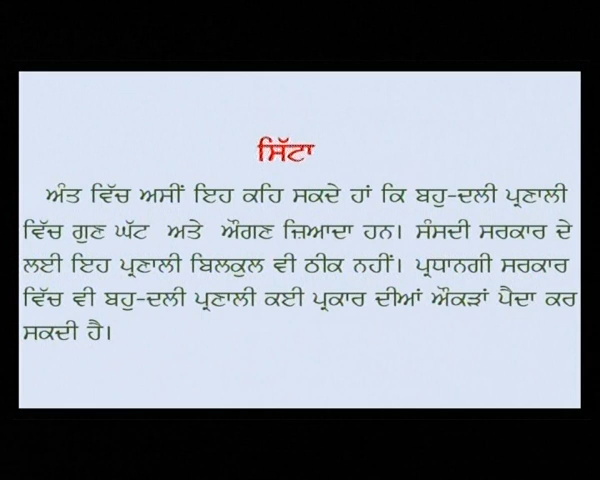 ਸਿੱਟਾ
ਅੰਤ ਵਿੱਚ ਅਸੀਂ ਇਹ ਕਹਿ ਸਕਦੇ ਹਾਂ ਕਿ ਬਹੁ-ਦਲੀ ਪ੍ਰਣਾਲੀ
ਵਿੱਚ ਗੁਣ ਘੱਟ ਅਤੇ ਔਗਣ ਜ਼ਿਆਦਾ ਹਨ। ਸੰਸਦੀ ਸਰਕਾਰ ਦੇ
ਲਈ ਇਹ ਪ੍ਰਣਾਲੀ ਬਿਲਕੁਲ ਵੀ ਠੀਕ ਨਹੀਂ। ਪ੍ਰਧਾਨਗੀ ਸਰਕਾਰ
ਵਿੱਚ ਵੀ ਬਹੁ-ਦਲੀ ਪ੍ਰਣਾਲੀ ਕਈ ਪ੍ਰਕਾਰ ਦੀਆਂ ਔਕੜਾਂ ਪੈਦਾ ਕਰ
ਸਕਦੀ ਹੈ।